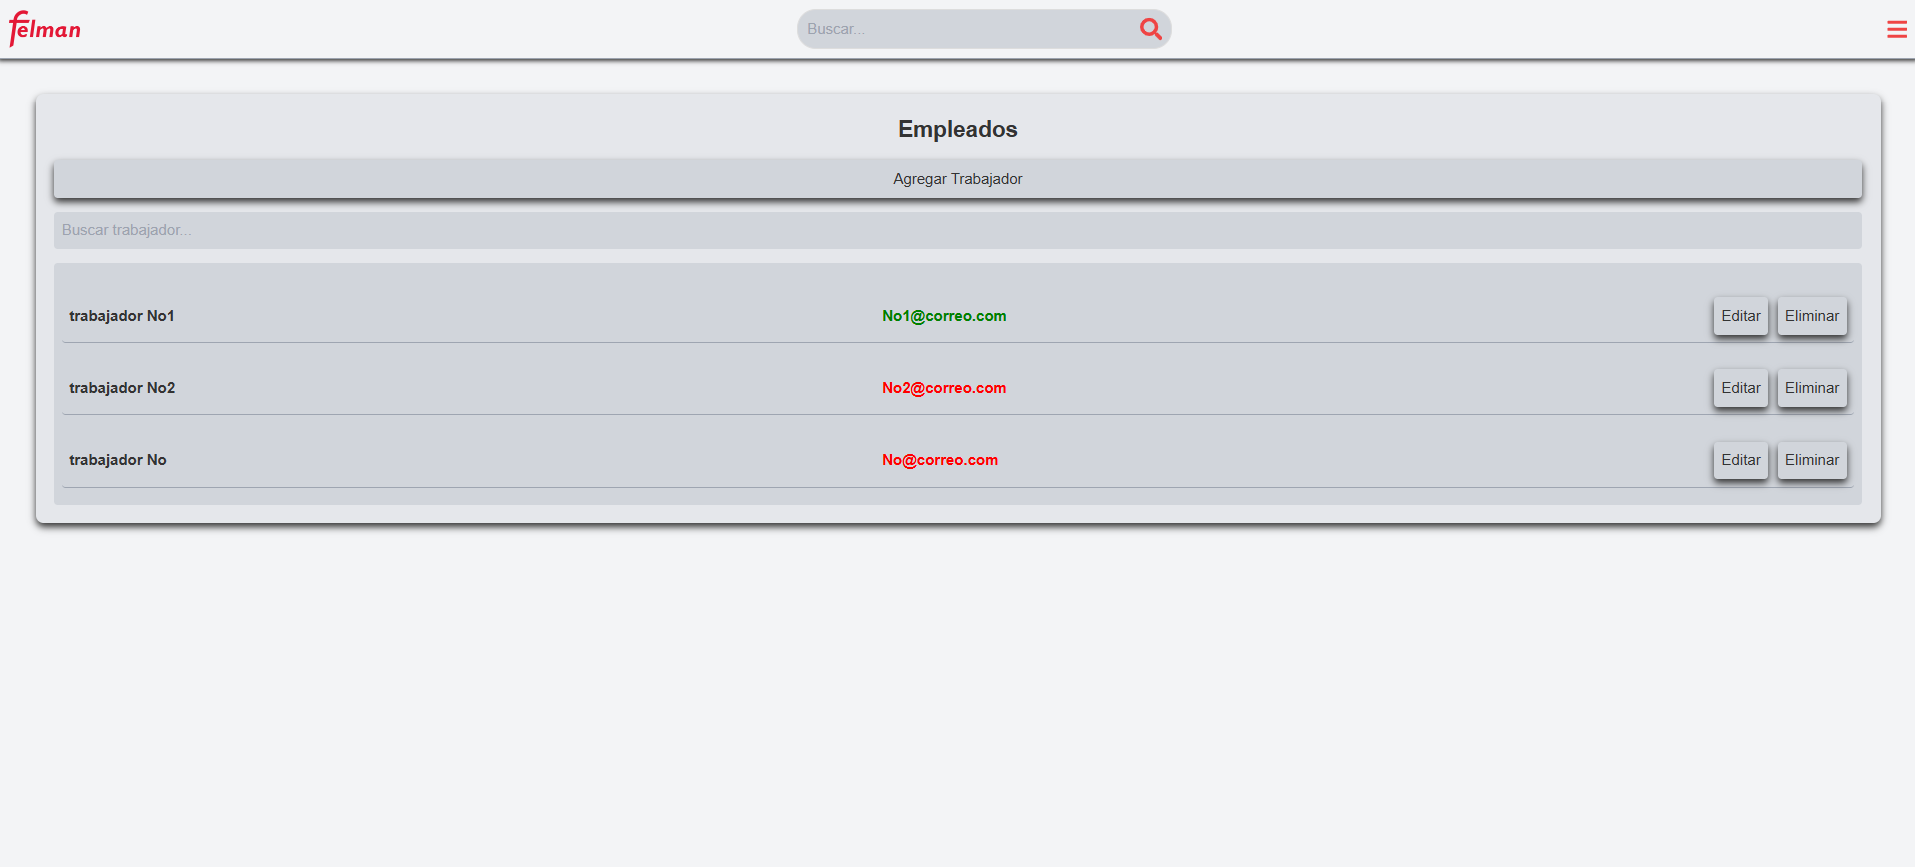 felman
Buscar...
Empleados
Agregar Trabajador
Buscar trabajador...
trabajador No1 No1@correo.com Editar Eliminar
trabajador No2 No2@correo.com Editar Eliminar
trabajador No No@correo.com Editar Eliminar